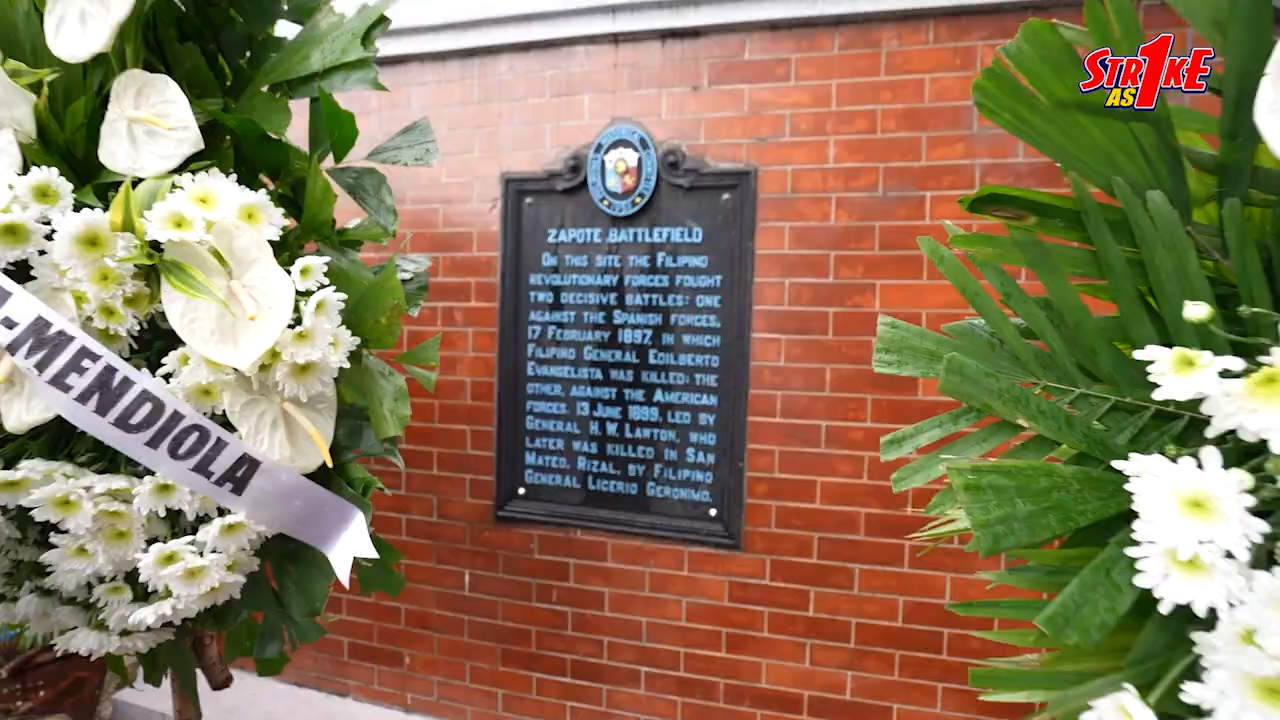 STR1KE
AS
ZAPOTE BATTLEFIELD
ON THIS SITE THE FILIPINO
REVOLUTIONARY FORCES FOUGHT
TWO DECISIVE BATTLES: ONE
AGAINST THE SPANISH FORCES,
17 FEBRUARY 1897, IN WHICH
FILIPINO GENERAL EDILBERTO
EVANGELISTA WAS KILLED; THE
OTHER, AGAINST THE AMERICAN
FORCES, 13 JUNE 1899, LED BY
GENERAL H. W. LAWTON, WHO
LATER WAS KILLED IN SAN
MATEO, RIZAL, BY FILIPINO
GENERAL LICERIO GERONIMO.
-MENDIOLA